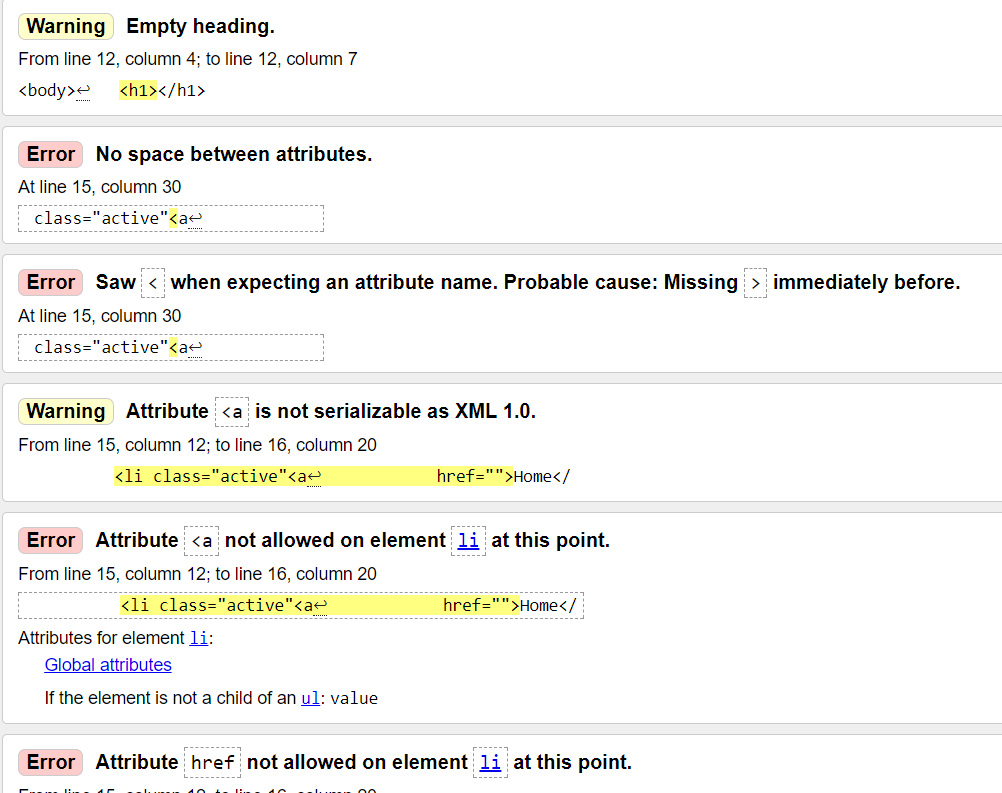 Warning Empty heading.
From line 12, column 4; to line 12, column 7
<body>↩ <h1></h1>
Error No space between attributes.
At line 15, column 30
class="active"<a↩
Error Saw < when expecting an attribute name. Probable cause: Missing > immediately before.
At line 15, column 30
class="active"<a↩
Warning Attribute <a is not serializable as XML 1.0.
From line 15, column 12; to line 16, column 20
<li class="active"<a↩ href="">Home</
Error Attribute <a not allowed on element li at this point.
From line 15, column 12; to line 16, column 20
<li class="active"<a↩ href="">Home</
Attributes for element li:
Global attributes
If the element is not a child of an ul: value
Error Attribute href not allowed on element li at this point.